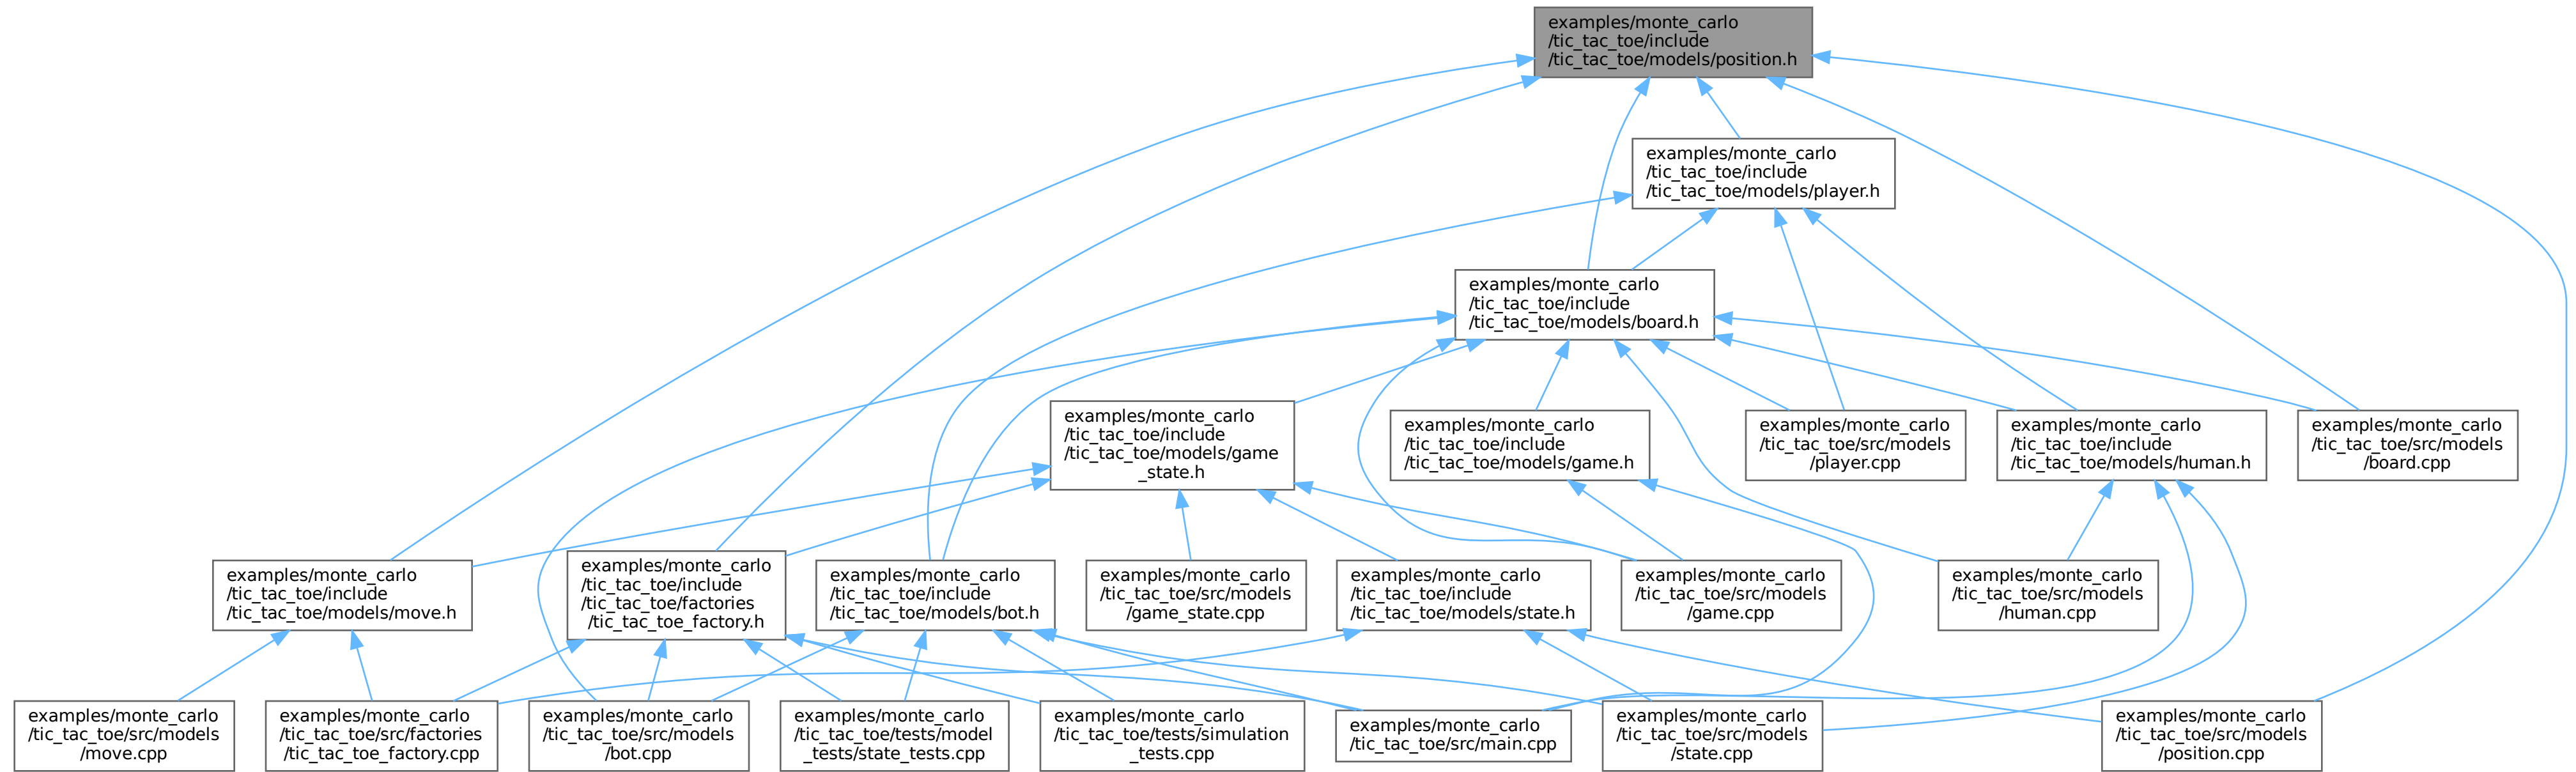 examples/monte_carlo
/tic_tac_toe/include
/tic_tac_toe/models/position.h
examples/monte_carlo
/tic_tac_toe/include
/tic_tac_toe/models/player.h
examples/monte_carlo
/tic_tac_toe/include
/tic_tac_toe/models/board.h
examples/monte_carlo
/tic_tac_toe/include
/tic_tac_toe/models/game
_state.h
examples/monte_carlo
/tic_tac_toe/include
/tic_tac_toe/models/game.h
examples/monte_carlo
/tic_tac_toe/src/models
/player.cpp
examples/monte_carlo
/tic_tac_toe/include
/tic_tac_toe/models/human.h
examples/monte_carlo
/tic_tac_toe/src/models
/board.cpp
examples/monte_carlo
/tic_tac_toe/include
/tic_tac_toe/models/move.h
examples/monte_carlo
/tic_tac_toe/include
/tic_tac_toe/factories
/tic_tac_toe_factory.h
examples/monte_carlo
/tic_tac_toe/include
/tic_tac_toe/models/bot.h
examples/monte_carlo
/tic_tac_toe/src/models
/game_state.cpp
examples/monte_carlo
/tic_tac_toe/include
/tic_tac_toe/models/state.h
examples/monte_carlo
/tic_tac_toe/src/models
/game.cpp
examples/monte_carlo
/tic_tac_toe/src/models
/human.cpp
examples/monte_carlo
/tic_tac_toe/src/models
/move.cpp
examples/monte_carlo
/tic_tac_toe/src/factories
/tic_tac_toe_factory.cpp
examples/monte_carlo
/tic_tac_toe/src/models
/bot.cpp
examples/monte_carlo
/tic_tac_toe/tests/model
_tests/state_tests.cpp
examples/monte_carlo
/tic_tac_toe/tests/simulation
_tests.cpp
examples/monte_carlo
/tic_tac_toe/src/main.cpp
examples/monte_carlo
/tic_tac_toe/src/models
/state.cpp
examples/monte_carlo
/tic_tac_toe/src/models
/position.cpp